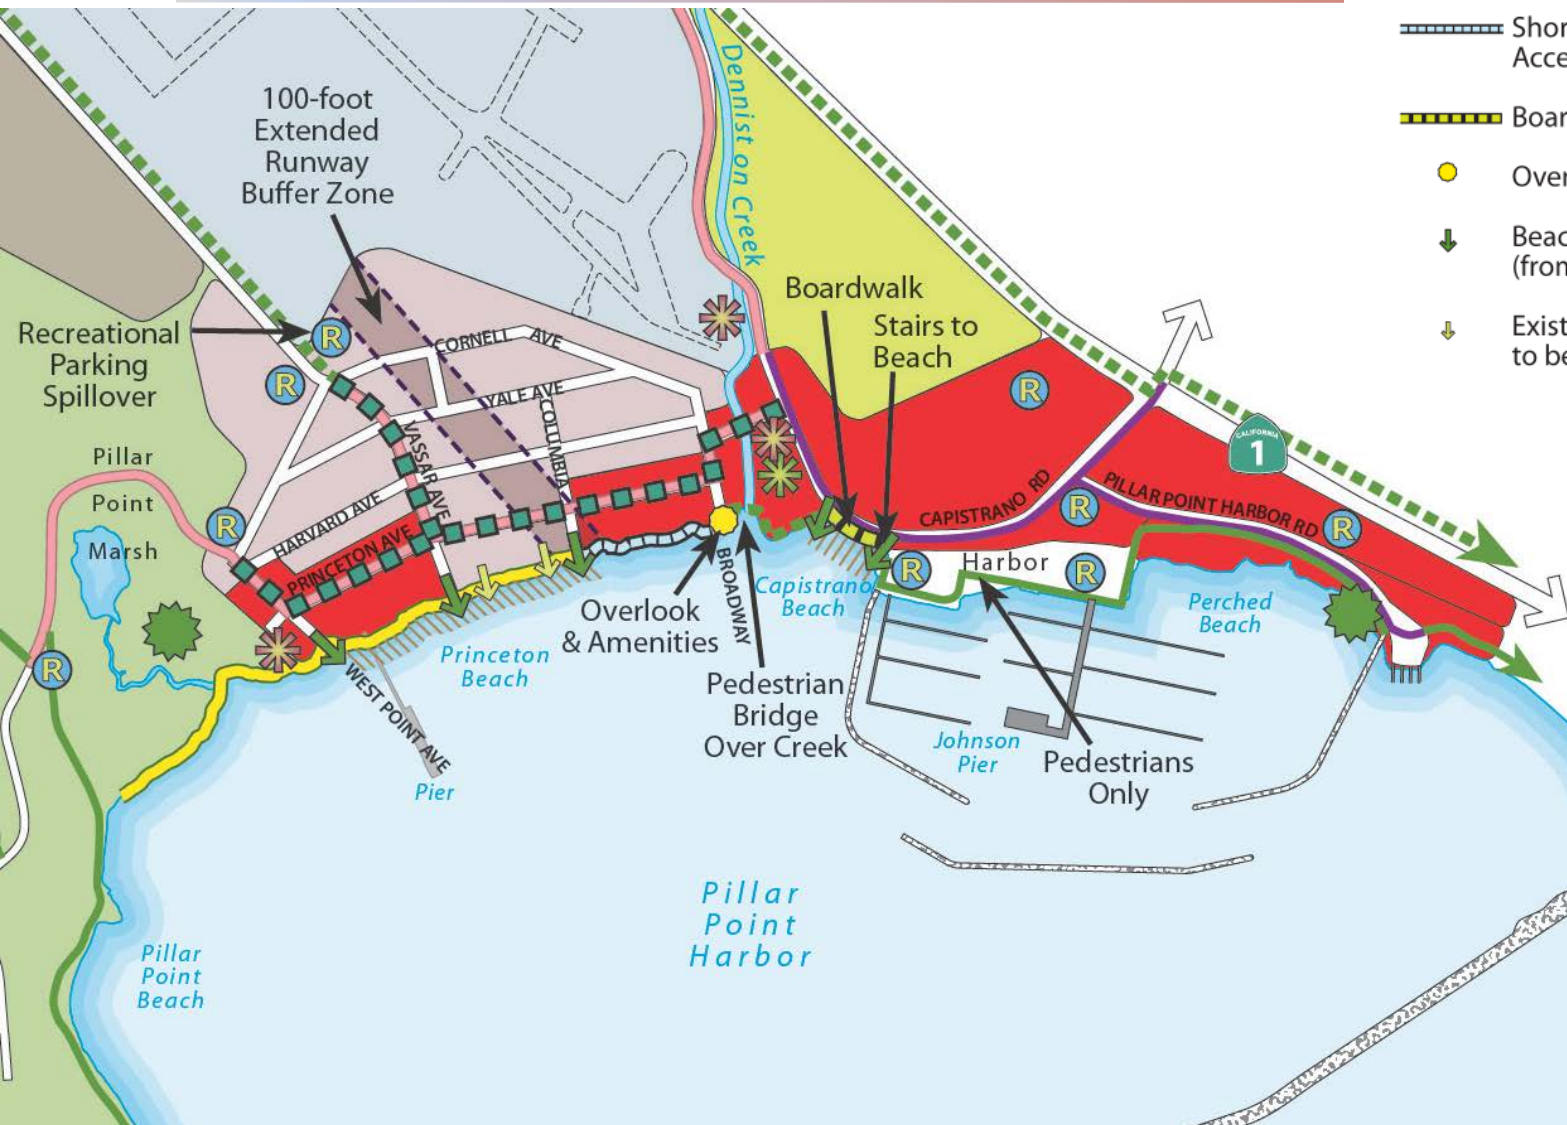 Shor
Acce
Boar
Over
Beac
(from
Exist
to be
Dennist on Creek
100-foot
Extended
Runway
Buffer Zone
Boardwalk
Stairs to
Beach
Recreational
Parking
Spillover
R
R
R
R
R
R
R
R
R
CORNELL AVE
YALE AVE
COLUMBIA
VASSAR AVE
HARVARD AVE
PRINCETON AVE
CALIFORNIA
1
CAPISTRANO RD
PILLAR POINT HARBOR RD
Pillar
Point
Marsh
Harbor
BROADWAY
Capistrano
Beach
Perched
Beach
Overlook
& Amenities
Princeton
Beach
WEST POINT AVE
Pier
Pedestrian
Bridge
Over Creek
Johnson
Pier
Pedestrians
Only
Pillar
Point
Harbor
Pillar
Point
Beach